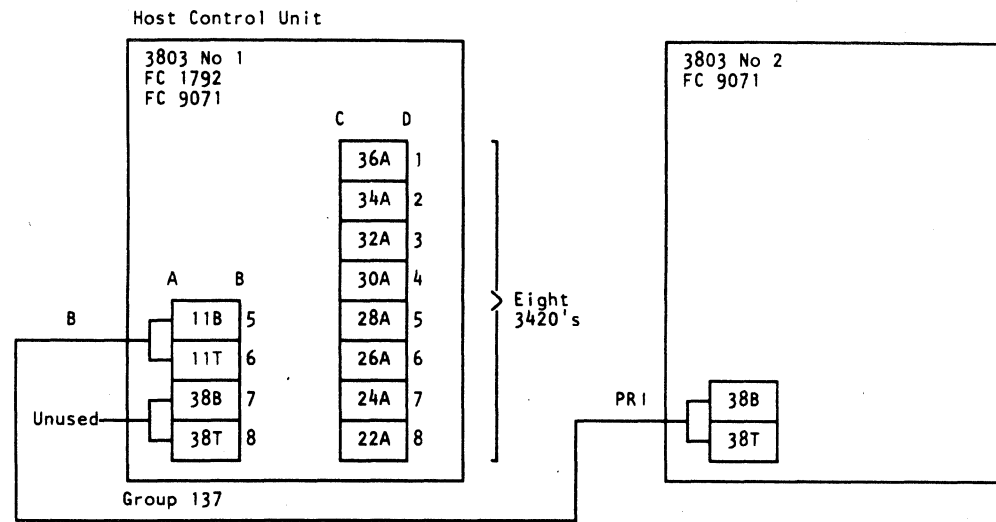 Host Control Unit
3803 No 1
FC 1792
FC 9071
C D
36A 1
34A 2
32A 3
30A 4
28A 5
26A 6
24A 7
22A 8
Eight
3420's
A B
11B 5
11T 6
38B 7
38T 8
B
Unused
Group 137
3803 No 2
FC 9071
PRI
38B
38T